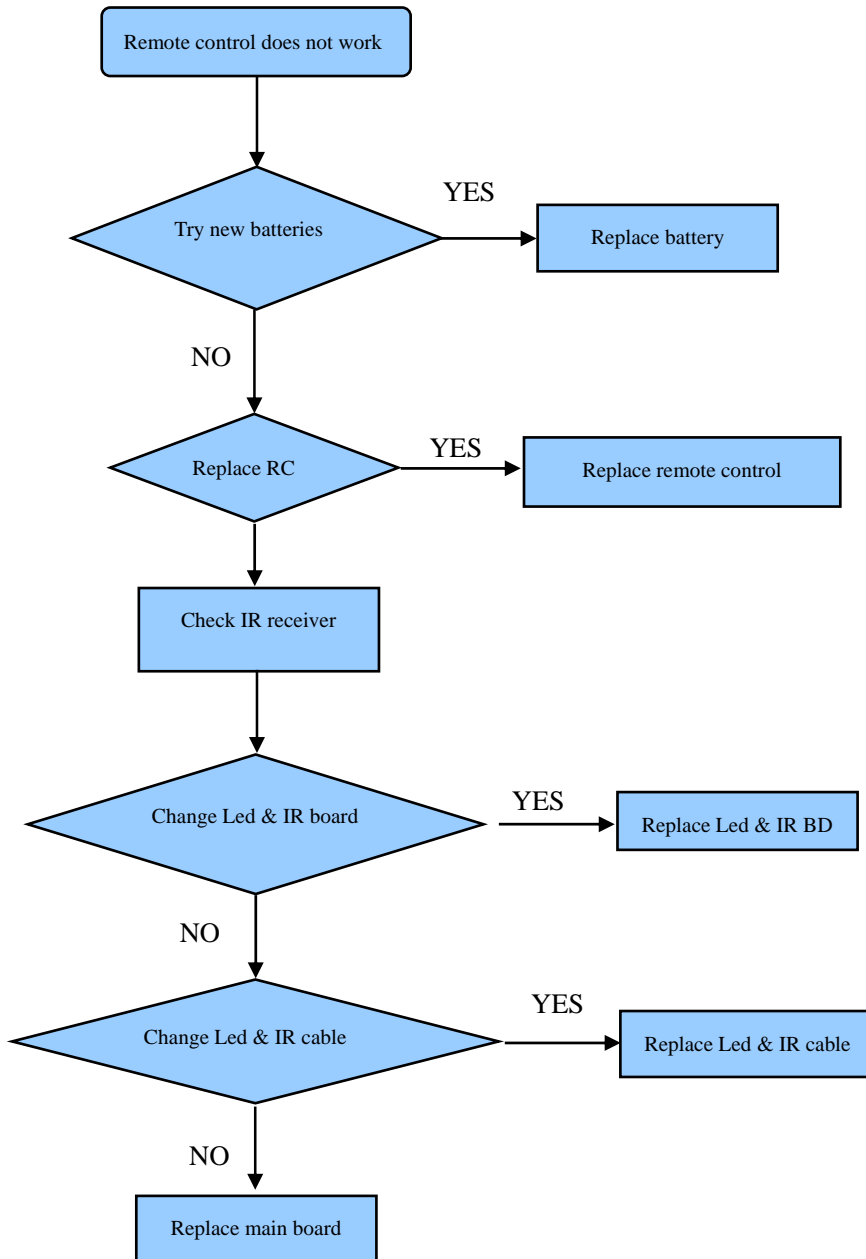 Remote control does not work
YES
Try new batteries
Replace battery
NO
YES
Replace RC
Replace remote control
Check IR receiver
YES
Change Led & IR board
Replace Led & IR BD
NO
YES
Change Led & IR cable
Replace Led & IR cable
NO
Replace main board